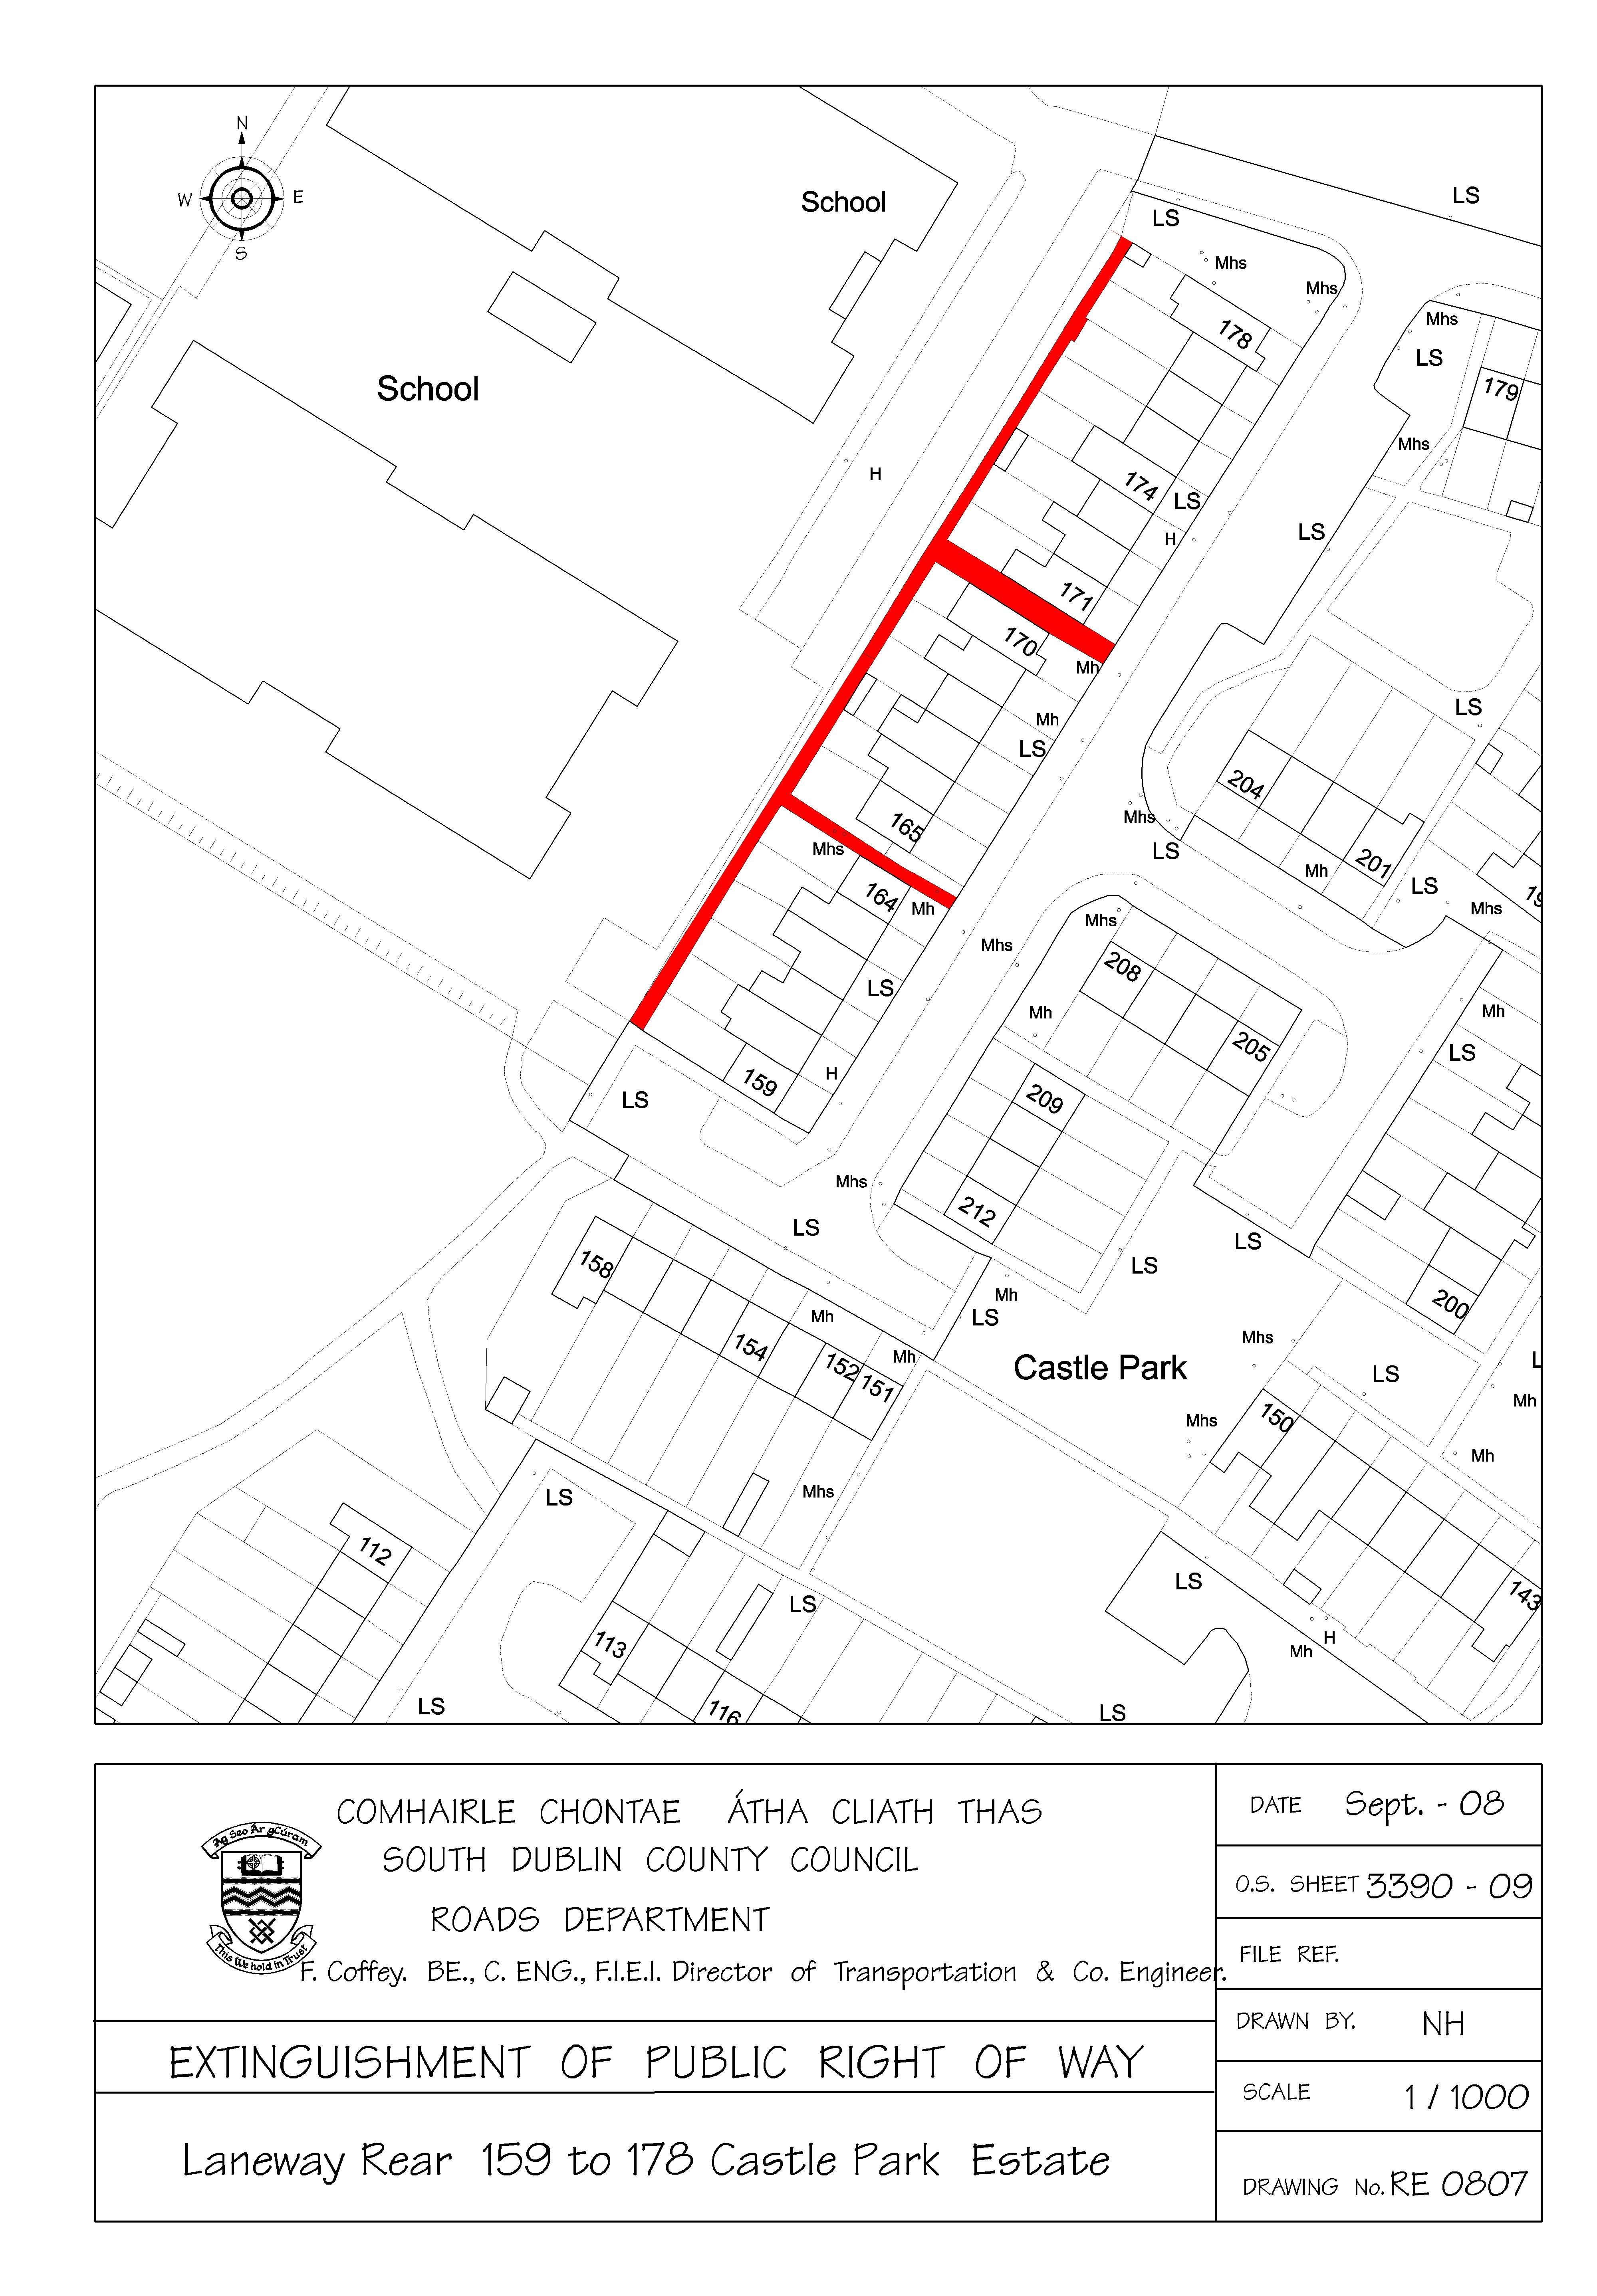 N
W E
S
School
School
LS
LS
Mhs
Mhs
178
Mhs
LS
179
Mhs
H
174
LS
LS
H
171
170
Mh
Mh
LS
LS
204
Mhs
LS
201
Mh
LS
Mhs
19
165
Mhs
164
Mh
Mhs
Mhs
208
LS
Mh
Mh
205
LS
H
159
LS
209
Mhs
212
LS
LS
LS
158
Mh
LS
200
Mh
154
152
151
Mh
Castle Park
Mhs
LS
L
Mh
Mhs
150
Mh
Mhs
LS
112
LS
LS
143
113
H
Mh
LS
116
LS
COMHAIRLE CHONTAE ÁTHA CLIATH THAS
SOUTH DUBLIN COUNTY COUNCIL
ROADS DEPARTMENT
Ag Seo Ár gCúram
This We hold in Trust
F. Coffey. BE., C. ENG., F.I.E.I. Director of Transportation & Co. Engineer.
EXTINGUISHMENT OF PUBLIC RIGHT OF WAY
Laneway Rear 159 to 178 Castle Park Estate
DATE Sept. - 08
O.S. SHEET 3390 - 09
FILE REF.
DRAWN BY. NH
SCALE 1 / 1000
DRAWING No. RE 0807